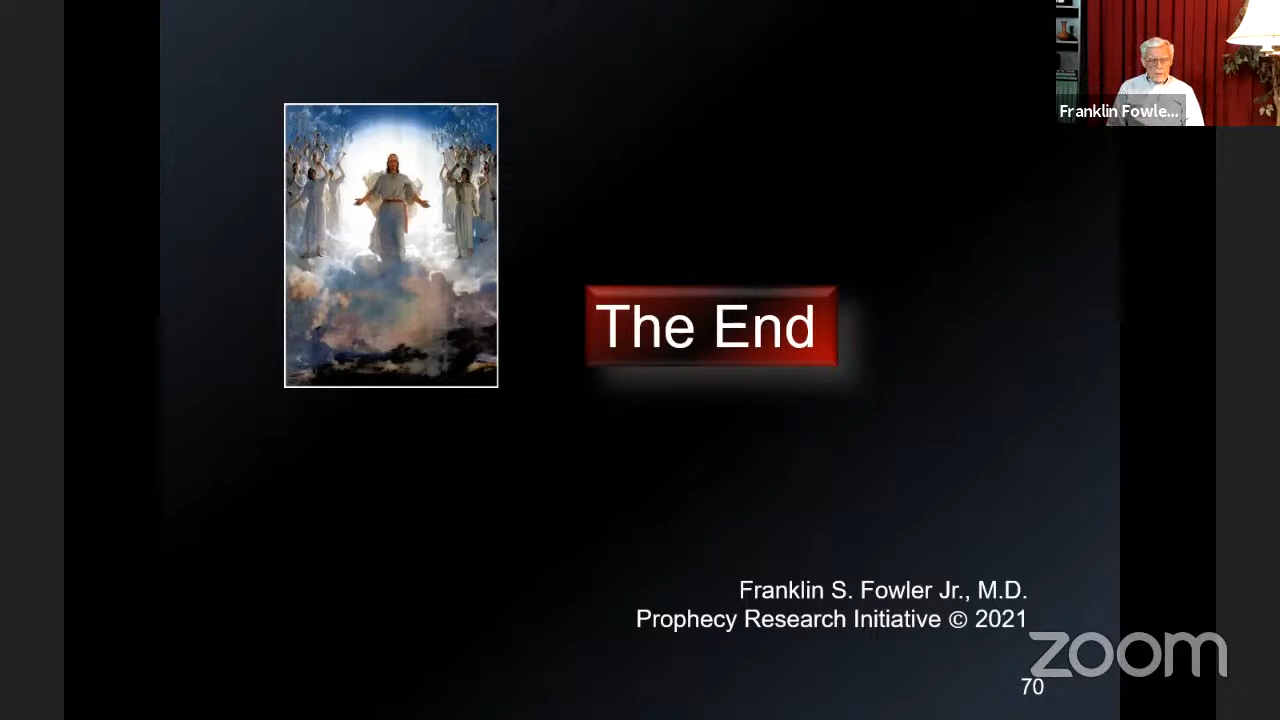 Franklin Fowle...
The End
Franklin S. Fowler Jr., M.D.
Prophecy Research Initiative © 2021
zoom
70